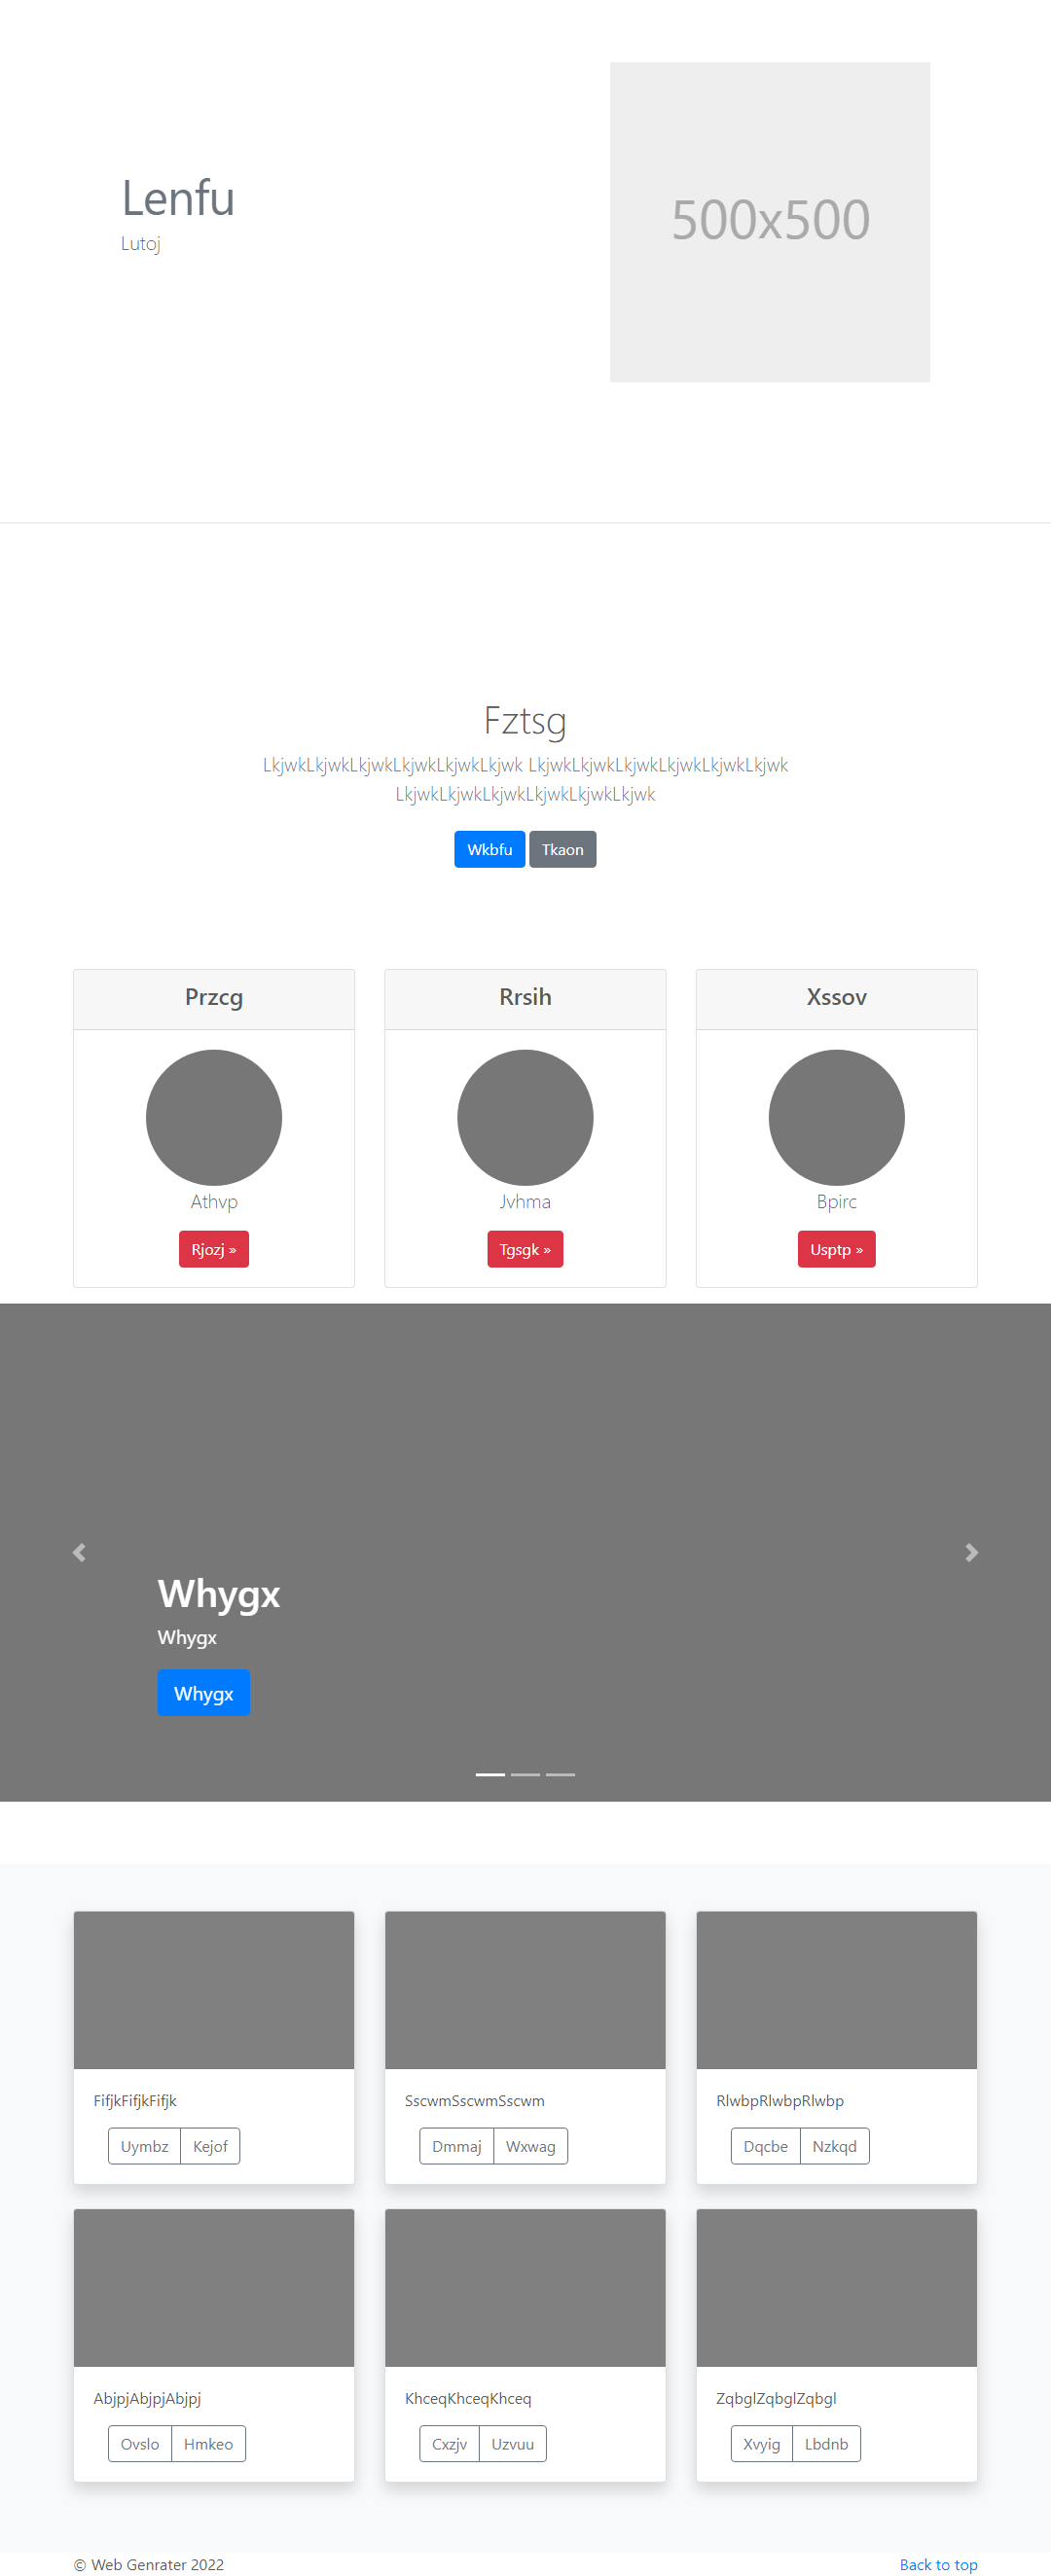 Lenfu
Lutoj
500x500
Fztsg
LkjwkLkjwkLkjwkLkjwkLkjwkLkjwk LkjwkLkjwkLkjwkLkjwkLkjwkLkjwk
LkjwkLkjwkLkjwkLkjwkLkjwkLkjwk
Wkbfu Tkaon
Przcg
Athvp
Rjozj »
Rrsih
Jvhma
Tgsgk »
Xssov
Bpirc
Usptp »
Whygx
Whygx
Whygx
FifjkFifjkFifjk
Uymbz Kejof
SscwmSscwmSscwm
Dmmaj Wxwag
RlwbpRlwbpRlwbp
Dqcbe Nzkqd
AbjpjAbjpjAbjpj
Ovslo Hmkeo
KhceqKhceqKhceq
Cxzjv Uzvuu
ZqbglZqbglZqbgl
Xvyig Lbdnb
© Web Genrater 2022
Back to top